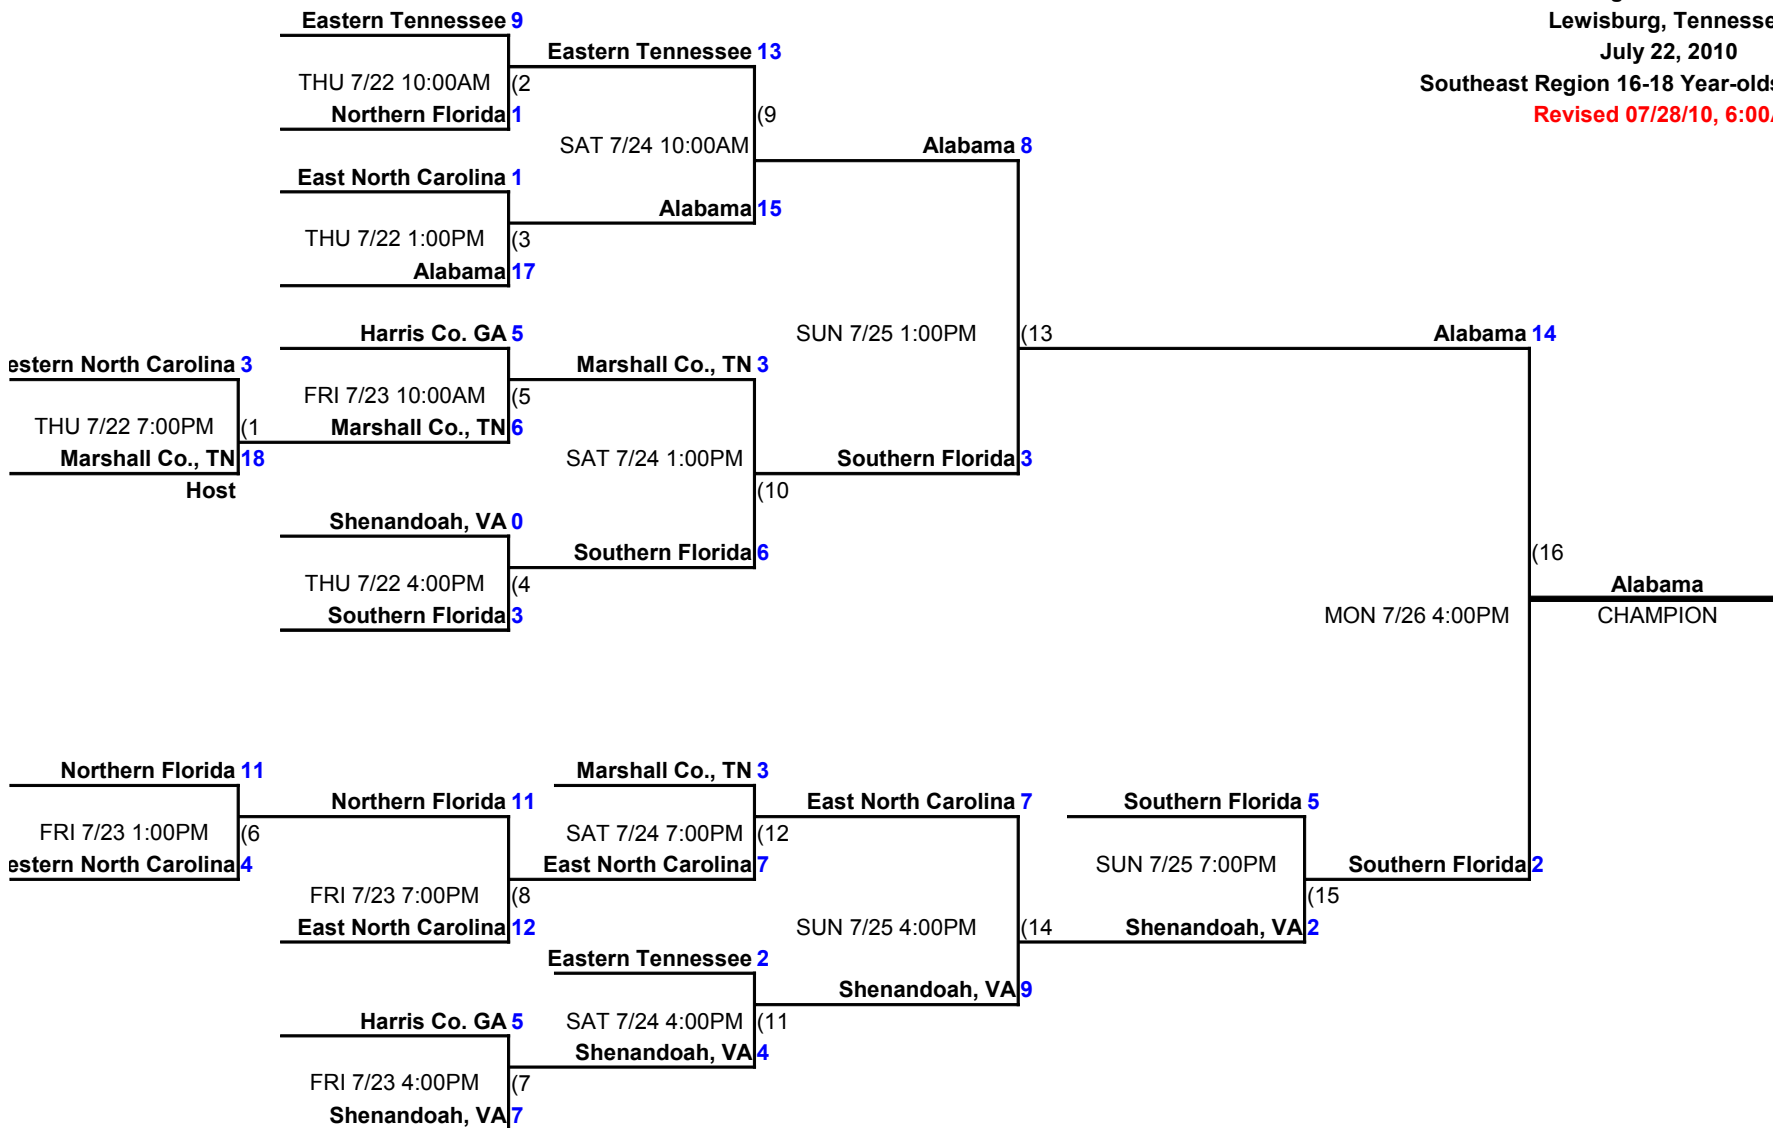 Lewisburg, Tennesse
July 22, 2010
Southeast Region 16-18 Year-olds
Revised 07/28/10, 6:00
Eastern Tennessee 9
Eastern Tennessee 13
THU 7/22 10:00AM (2
Northern Florida 1
(9
SAT 7/24 10:00AM
Alabama 8
East North Carolina 1
Alabama 15
THU 7/22 1:00PM (3
Alabama 17
Harris Co. GA 5
SUN 7/25 1:00PM (13
Alabama 14
estern North Carolina 3
Marshall Co., TN 3
FRI 7/23 10:00AM (5
THU 7/22 7:00PM (1
Marshall Co., TN 6
Marshall Co., TN 18
SAT 7/24 1:00PM
Southern Florida 3
Host
(10
Shenandoah, VA 0
Southern Florida 6
(16
THU 7/22 4:00PM (4
Alabama
Southern Florida 3
MON 7/26 4:00PM
CHAMPION
Northern Florida 11
Marshall Co., TN 3
Northern Florida 11
East North Carolina 7
Southern Florida 5
FRI 7/23 1:00PM (6
SAT 7/24 7:00PM (12
estern North Carolina 4
East North Carolina 7
SUN 7/25 7:00PM
Southern Florida 2
FRI 7/23 7:00PM (8
(15
East North Carolina 12
SUN 7/25 4:00PM (14
Shenandoah, VA 2
Eastern Tennessee 2
Shenandoah, VA 9
Harris Co. GA 5
SAT 7/24 4:00PM (11
Shenandoah, VA 4
FRI 7/23 4:00PM (7
Shenandoah, VA 7